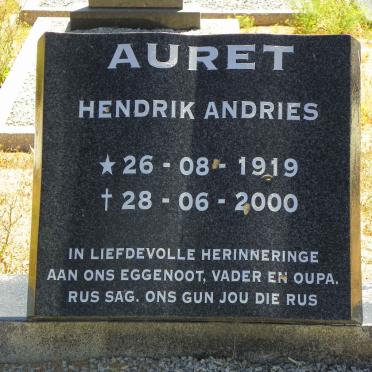 AURET
HENDRIK ANDRIES
★ 26 - 08 - 1919
† 28 - 06 - 2000
IN LIEFDEVOLLE HERINNERINGE
AAN ONS EGGENOOT, VADER EN OUPA.
RUS SAG. ONS GUN JOU DIE RUS